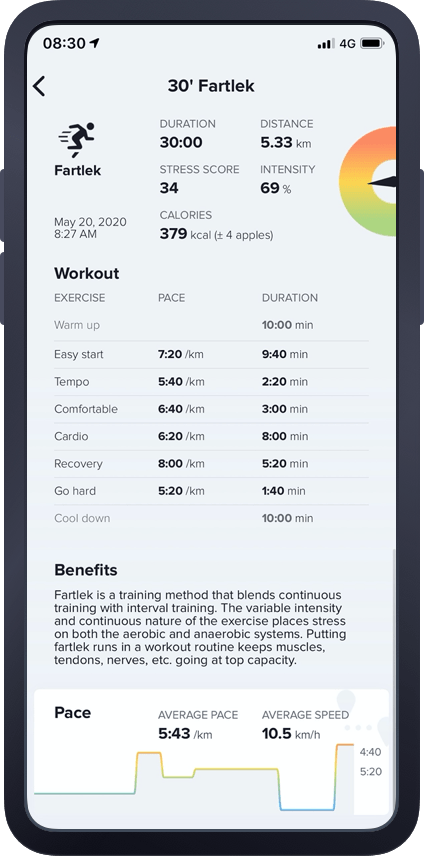 08:30 4G
30' Fartlek
DURATION DISTANCE
30:00 5.33 km
Fartlek
STRESS SCORE INTENSITY
34 69 %
May 20, 2020
8:27 AM
CALORIES
379 kcal (± 4 apples)
Workout
EXERCISE PACE DURATION
Warm up 10:00 min
Easy start 7:20 /km 9:40 min
Tempo 5:40 /km 2:20 min
Comfortable 6:40 /km 3:00 min
Cardio 6:20 /km 8:00 min
Recovery 8:00 /km 5:20 min
Go hard 5:20 /km 1:40 min
Cool down 10:00 min
Benefits
Fartlek is a training method that blends continuous
training with interval training. The variable intensity
and continuous nature of the exercise places stress
on both the aerobic and anaerobic systems. Putting
fartlek runs in a workout routine keeps muscles,
tendons, nerves, etc. going at top capacity.
Pace AVERAGE PACE AVERAGE SPEED
5:43 /km 10.5 km/h
4:40
5:20